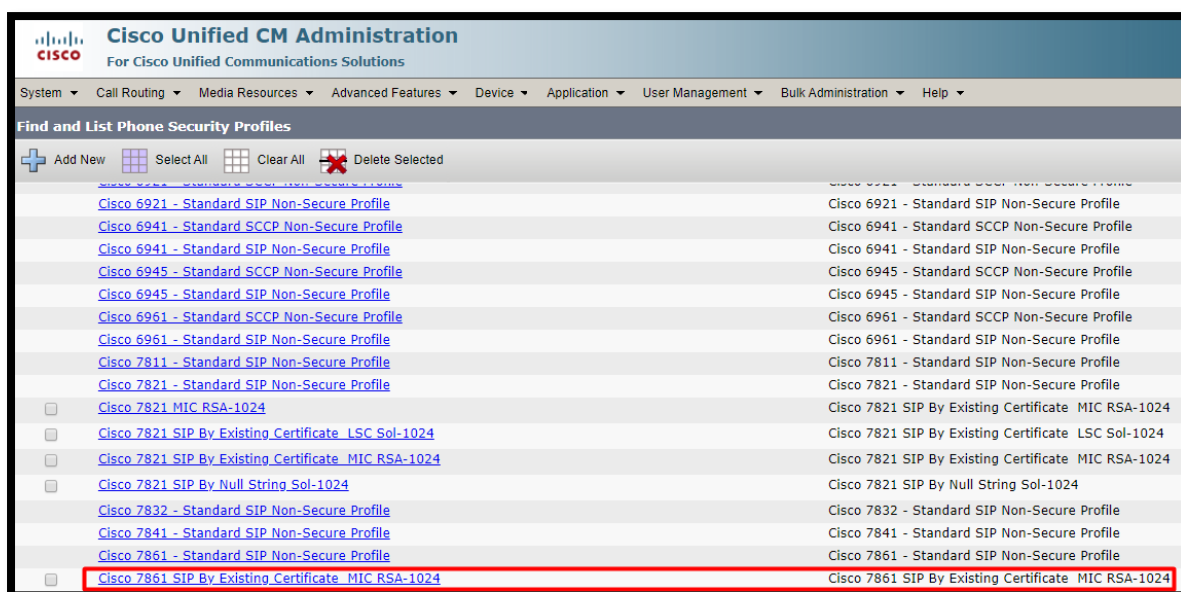 cisco
Cisco Unified CM Administration
For Cisco Unified Communications Solutions
System Call Routing Media Resources Advanced Features Device Application User Management Bulk Administration Help
Find and List Phone Security Profiles
Add New Select All Clear All Delete Selected
Cisco 6921 - Standard SCCP Non-Secure Profile Cisco 6921 - Standard SCCP Non-Secure Profile
Cisco 6921 - Standard SIP Non-Secure Profile Cisco 6921 - Standard SIP Non-Secure Profile
Cisco 6941 - Standard SCCP Non-Secure Profile Cisco 6941 - Standard SCCP Non-Secure Profile
Cisco 6941 - Standard SIP Non-Secure Profile Cisco 6941 - Standard SIP Non-Secure Profile
Cisco 6945 - Standard SCCP Non-Secure Profile Cisco 6945 - Standard SCCP Non-Secure Profile
Cisco 6945 - Standard SIP Non-Secure Profile Cisco 6945 - Standard SIP Non-Secure Profile
Cisco 6961 - Standard SCCP Non-Secure Profile Cisco 6961 - Standard SCCP Non-Secure Profile
Cisco 6961 - Standard SIP Non-Secure Profile Cisco 6961 - Standard SIP Non-Secure Profile
Cisco 7811 - Standard SIP Non-Secure Profile Cisco 7811 - Standard SIP Non-Secure Profile
Cisco 7821 - Standard SIP Non-Secure Profile Cisco 7821 - Standard SIP Non-Secure Profile
Cisco 7821 MIC RSA-1024 Cisco 7821 SIP By Existing Certificate MIC RSA-1024
Cisco 7821 SIP By Existing Certificate LSC Sol-1024 Cisco 7821 SIP By Existing Certificate LSC Sol-1024
Cisco 7821 SIP By Existing Certificate MIC RSA-1024 Cisco 7821 SIP By Existing Certificate MIC RSA-1024
Cisco 7821 SIP By Null String Sol-1024 Cisco 7821 SIP By Null String Sol-1024
Cisco 7832 - Standard SIP Non-Secure Profile Cisco 7832 - Standard SIP Non-Secure Profile
Cisco 7841 - Standard SIP Non-Secure Profile Cisco 7841 - Standard SIP Non-Secure Profile
Cisco 7861 - Standard SIP Non-Secure Profile Cisco 7861 - Standard SIP Non-Secure Profile
Cisco 7861 SIP By Existing Certificate MIC RSA-1024 Cisco 7861 SIP By Existing Certificate MIC RSA-1024